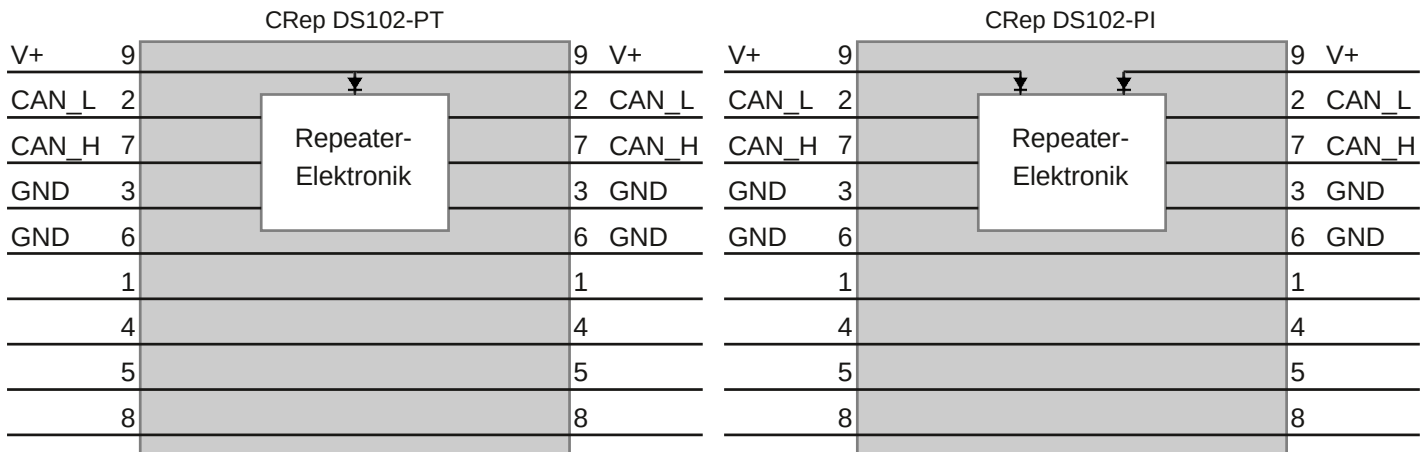 CRep DS102-PT
V+ 9 9 V+
CAN_L 2 2 CAN_L
CAN_H 7 Repeater- 7 CAN_H
Elektronik
GND 3 3 GND
GND 6 6 GND
1 1
4 4
5 5
8 8
CRep DS102-PI
V+ 9 9 V+
CAN_L 2 2 CAN_L
CAN_H 7 Repeater- 7 CAN_H
Elektronik
GND 3 3 GND
GND 6 6 GND
1 1
4 4
5 5
8 8